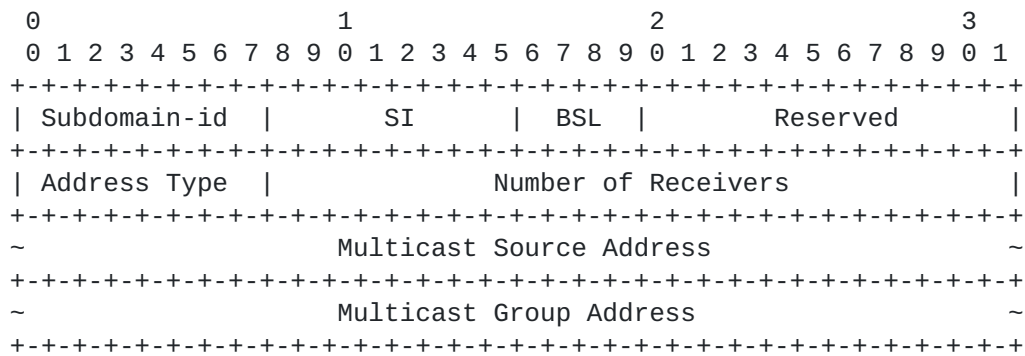 0                   1                   2                   3
 0 1 2 3 4 5 6 7 8 9 0 1 2 3 4 5 6 7 8 9 0 1 2 3 4 5 6 7 8 9 0 1
+-+-+-+-+-+-+-+-+-+-+-+-+-+-+-+-+-+-+-+-+-+-+-+-+-+-+-+-+-+-+-+-+
| Subdomain-id  |       SI      |  BSL  |        Reserved       |
+-+-+-+-+-+-+-+-+-+-+-+-+-+-+-+-+-+-+-+-+-+-+-+-+-+-+-+-+-+-+-+-+
| Address Type  |              Number of Receivers              |
+-+-+-+-+-+-+-+-+-+-+-+-+-+-+-+-+-+-+-+-+-+-+-+-+-+-+-+-+-+-+-+-+
~                    Multicast Source Address                   ~
+-+-+-+-+-+-+-+-+-+-+-+-+-+-+-+-+-+-+-+-+-+-+-+-+-+-+-+-+-+-+-+-+
~                    Multicast Group Address                    ~
+-+-+-+-+-+-+-+-+-+-+-+-+-+-+-+-+-+-+-+-+-+-+-+-+-+-+-+-+-+-+-+-+